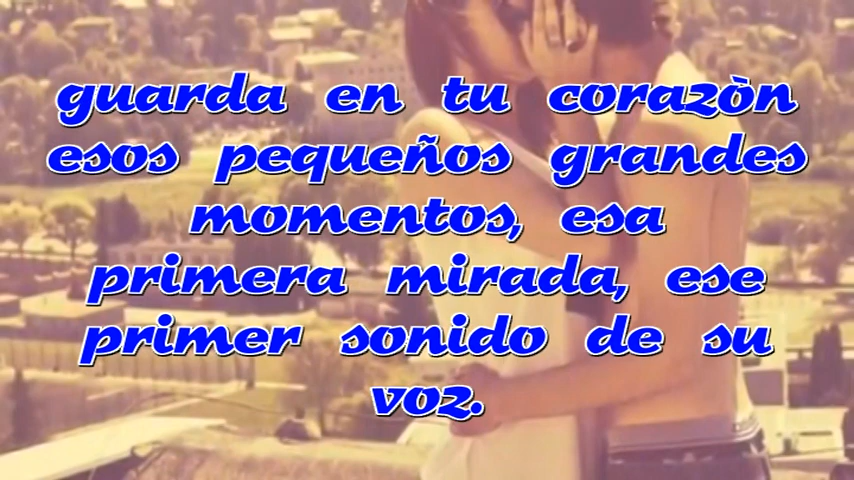 guarda en tu corazòn
esos pequeños grandes
momentos, esa
primera mirada, ese
primer sonido de su
voz.